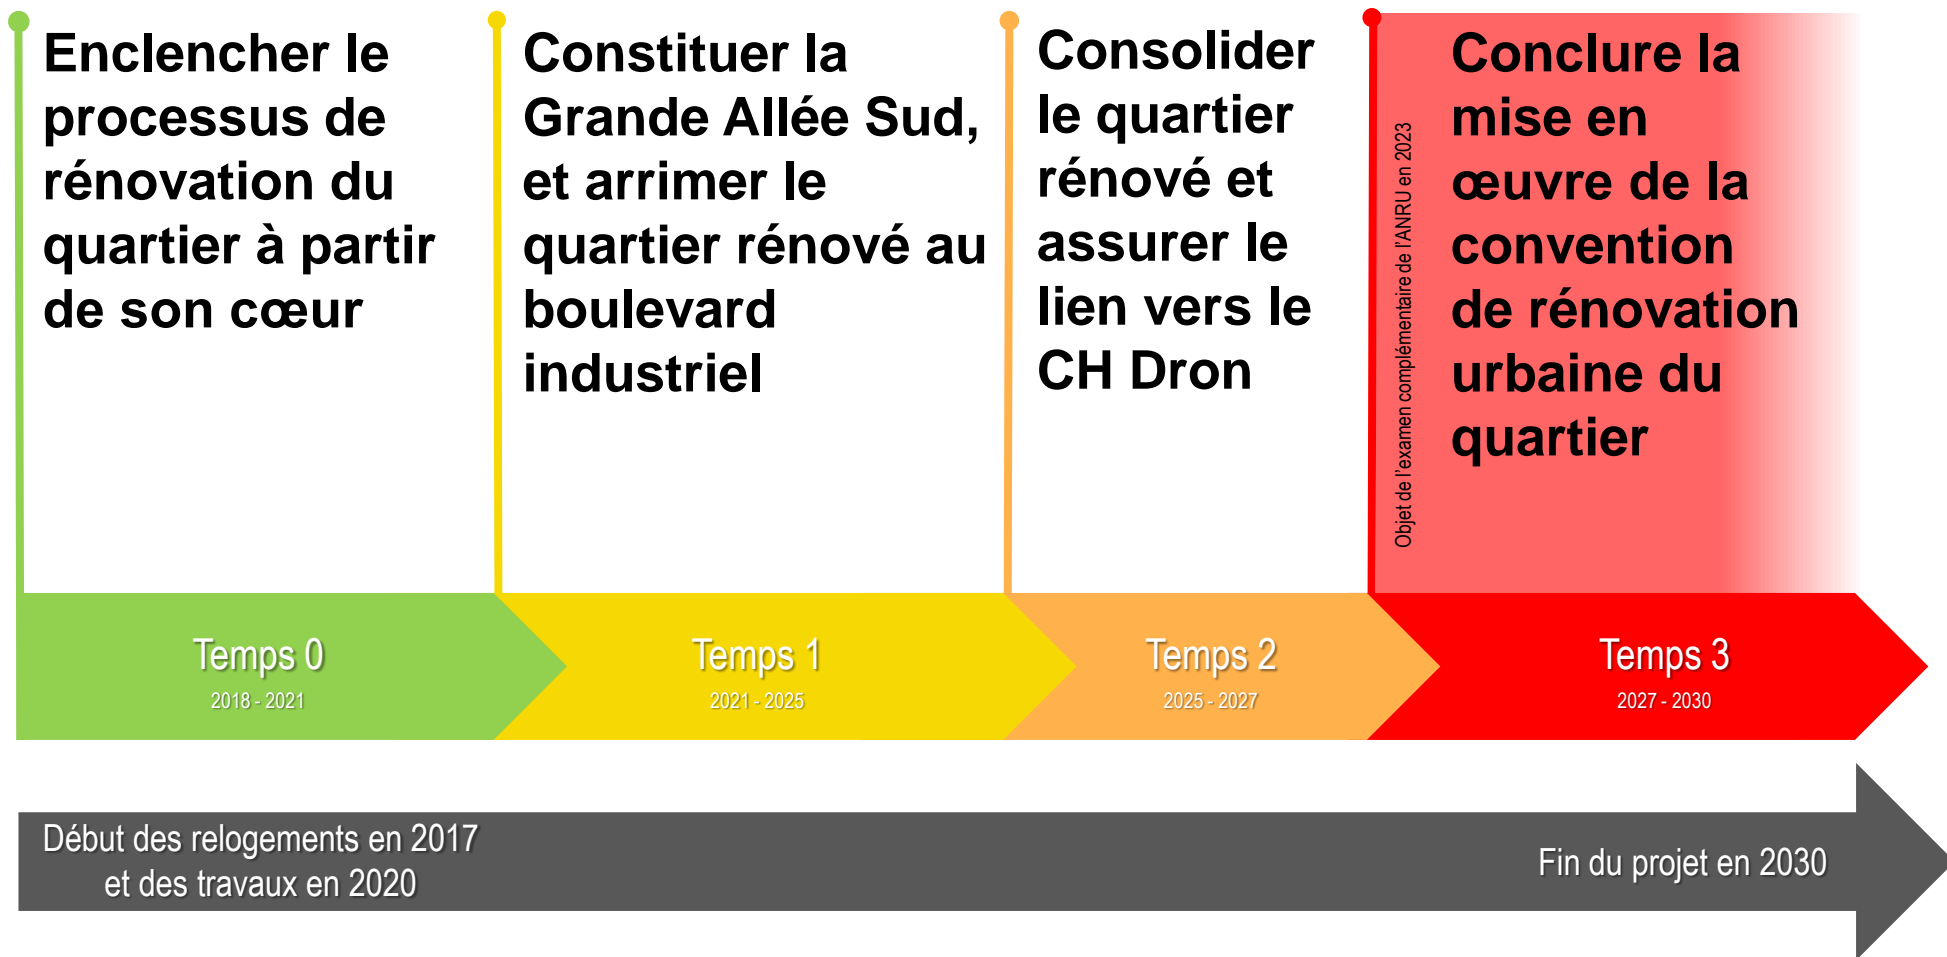 Enclencher le
processus de
rénovation du
quartier à partir
de son cœur
Constituer la
Grande Allée Sud,
et arrimer le
quartier rénové au
boulevard
industriel
Consolider
le quartier
rénové et
assurer le
lien vers le
CH Dron
Objet de l'examen complémentaire de l'ANRU en 2023
Conclure la
mise en
œuvre de la
convention
de rénovation
urbaine du
quartier
Temps 0
2018 - 2021
Temps 1
2021 - 2025
Temps 2
2025 - 2027
Temps 3
2027 - 2030
Début des relogements en 2017
et des travaux en 2020
Fin du projet en 2030